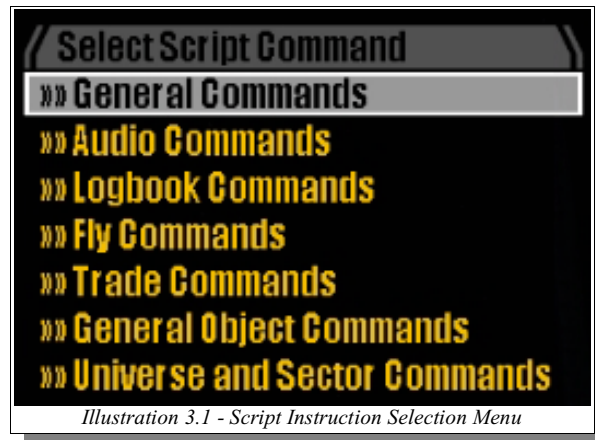 Select Script Command
»» General Commands
»» Audio Commands
»» Logbook Commands
»» Fly Commands
»» Trade Commands
»» General Object Commands
»» Universe and Sector Commands
Illustration 3.1 - Script Instruction Selection Menu